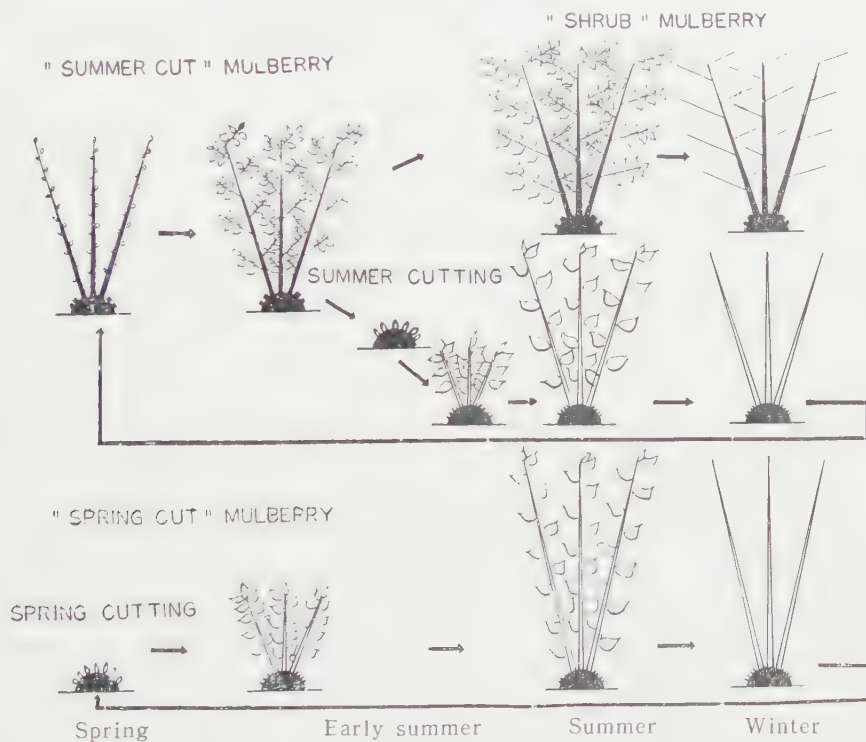 " SHRUB " MULBERRY
" SUMMER CUT " MULBERRY
SUMMER CUTTING
" SPRING CUT " MULBERRY
SPRING CUTTING
Spring Early summer Summer Winter